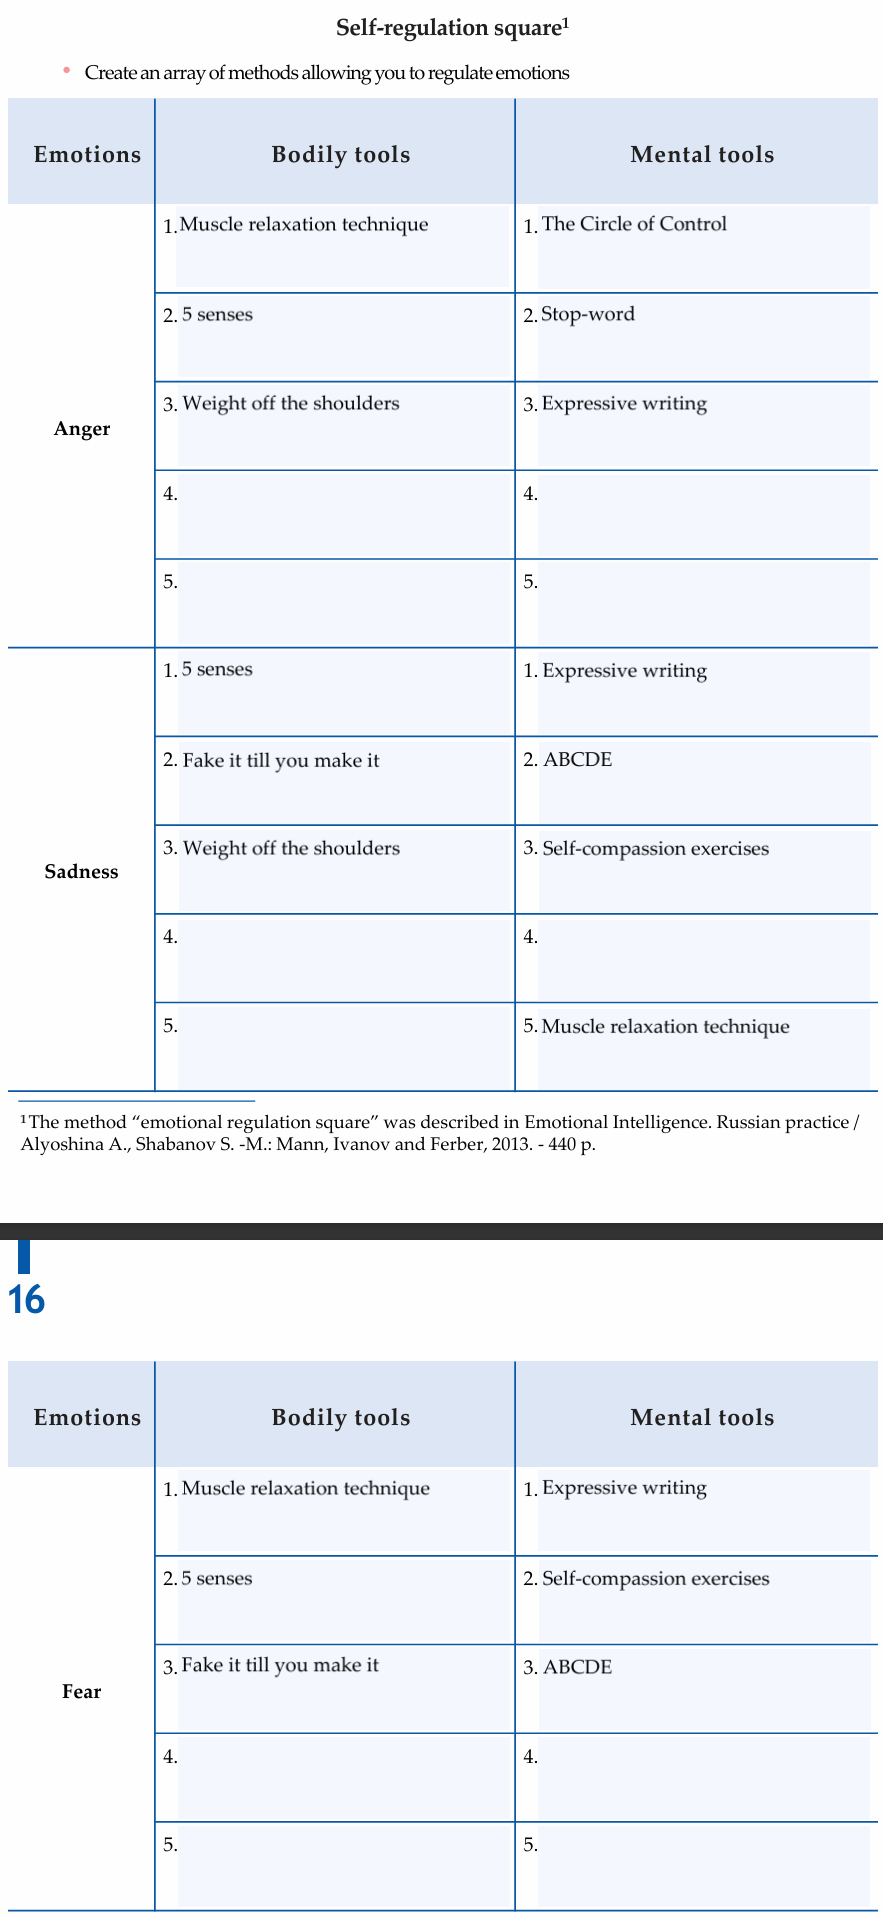 Self-regulation square¹
• Create an array of methods allowing you to regulate emotions
Emotions Bodily tools Mental tools
Anger
1. Muscle relaxation technique 1. The Circle of Control
2. 5 senses 2. Stop-word
3. Weight off the shoulders 3. Expressive writing
4. 4.
5. 5.
Sadness
1. 5 senses 1. Expressive writing
2. Fake it till you make it 2. ABCDE
3. Weight off the shoulders 3. Self-compassion exercises
4. 4.
5. 5. Muscle relaxation technique
¹ The method “emotional regulation square” was described in Emotional Intelligence. Russian practice /
Alyoshina A., Shabanov S. -M.: Mann, Ivanov and Ferber, 2013. - 440 p.
16
Emotions Bodily tools Mental tools
Fear
1. Muscle relaxation technique 1. Expressive writing
2. 5 senses 2. Self-compassion exercises
3. Fake it till you make it 3. ABCDE
4. 4.
5. 5.